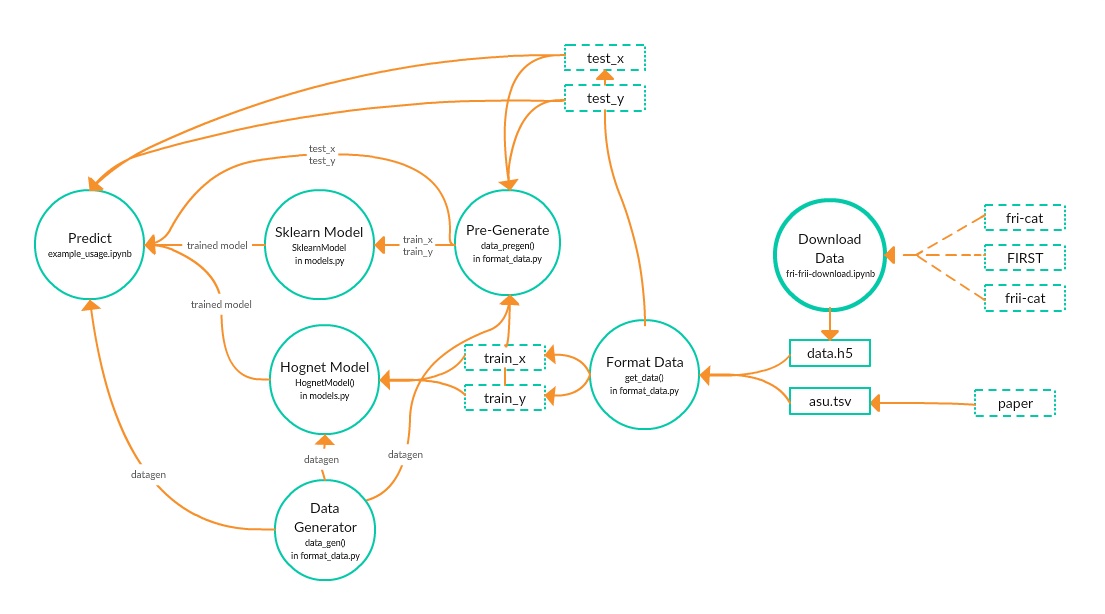 test_x
test_y
test_x
test_y
Predict
example_usage.ipynb
trained model
Sklearn Model
SklearnModel
in models.py
train_x
train_y
Pre-Generate
data_pregen()
in format_data.py
Download
Data
fri-frii-download.ipynb
fri-cat
FIRST
frii-cat
trained model
Hognet Model
HognetModel()
in models.py
train_x
train_y
Format Data
get_data()
in format_data.py
data.h5
asu.tsv
paper
datagen
datagen
datagen
Data
Generator
data_gen()
in format_data.py